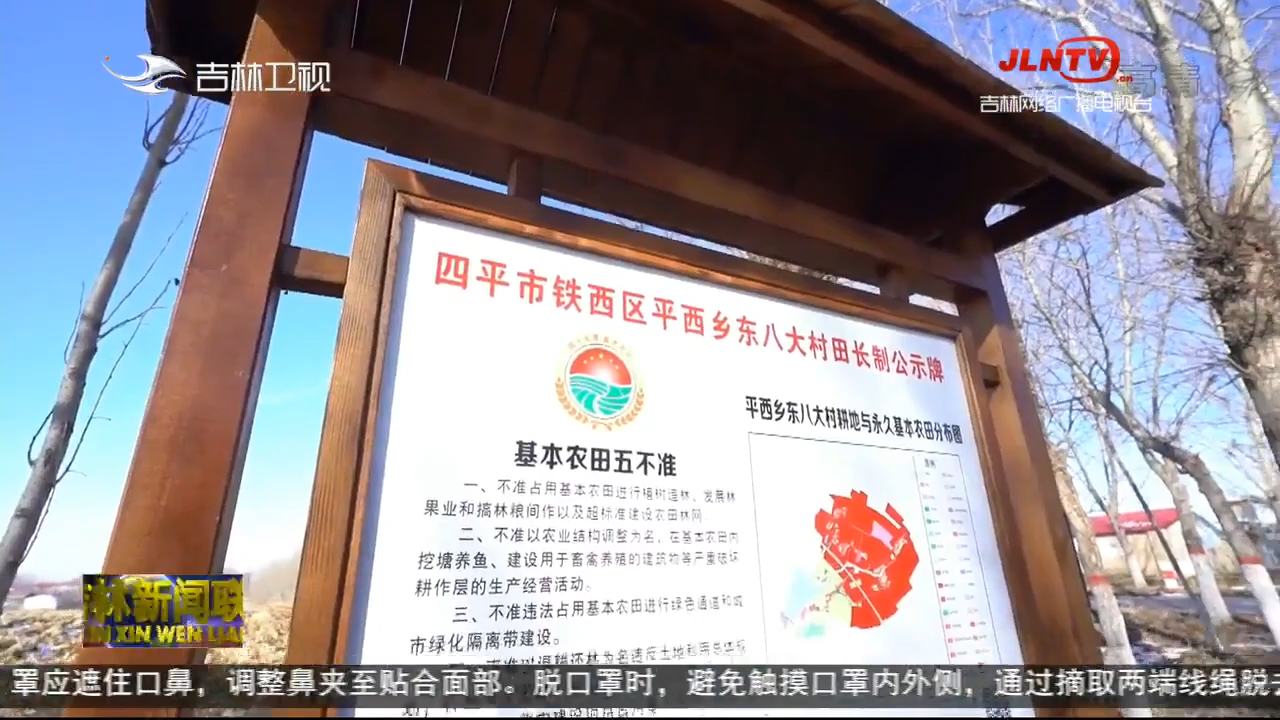 吉林卫视
JLNTV
.cn
高清
吉林网络广播电视台
四平市铁西区平西乡东八大村田长制公示牌
平西乡东八大村耕地与永久基本农田分布图
基本农田五不准
一、不准占用基本农田进行植树造林、发展林
果业和搞林粮间作以及超标准建设农田林网
二、不准以农业结构调整为名，在基本农田内
挖塘养鱼、建设用于畜禽养殖的建筑物等严重破坏
耕作层的生产经营活动。
三、不准违法占用基本农田进行绿色通道和城
市绿化隔离带建设。
林新闻联
IN XIN WEN LIA
罩应遮住口鼻，调整鼻夹至贴合面部。脱口罩时，避免触摸口罩内外侧，通过摘取两端线绳脱